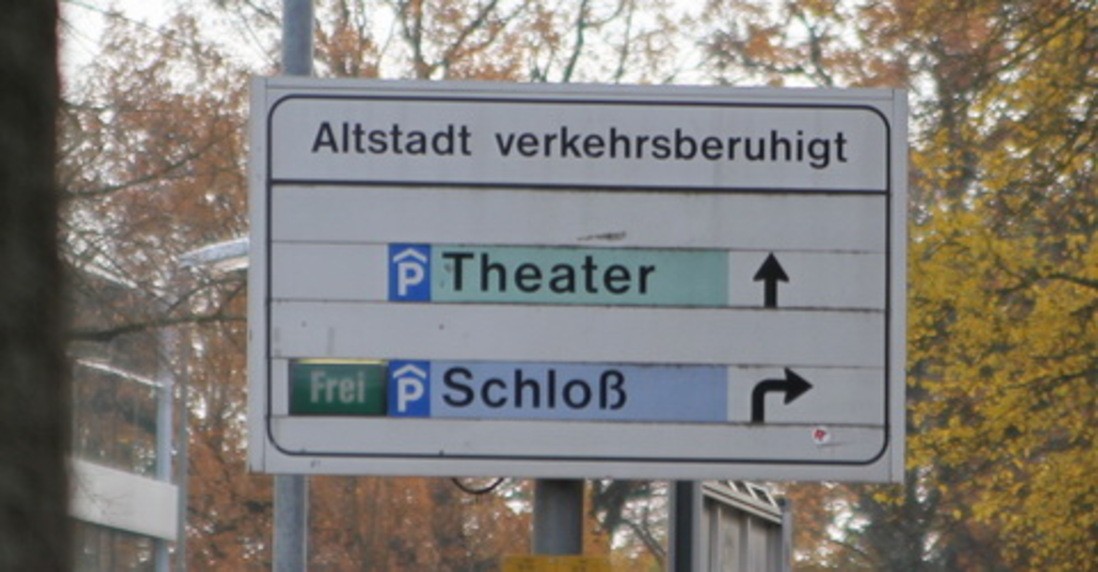 Altstadt verkehrsberuhigt
P Theater
Frei P Schloß